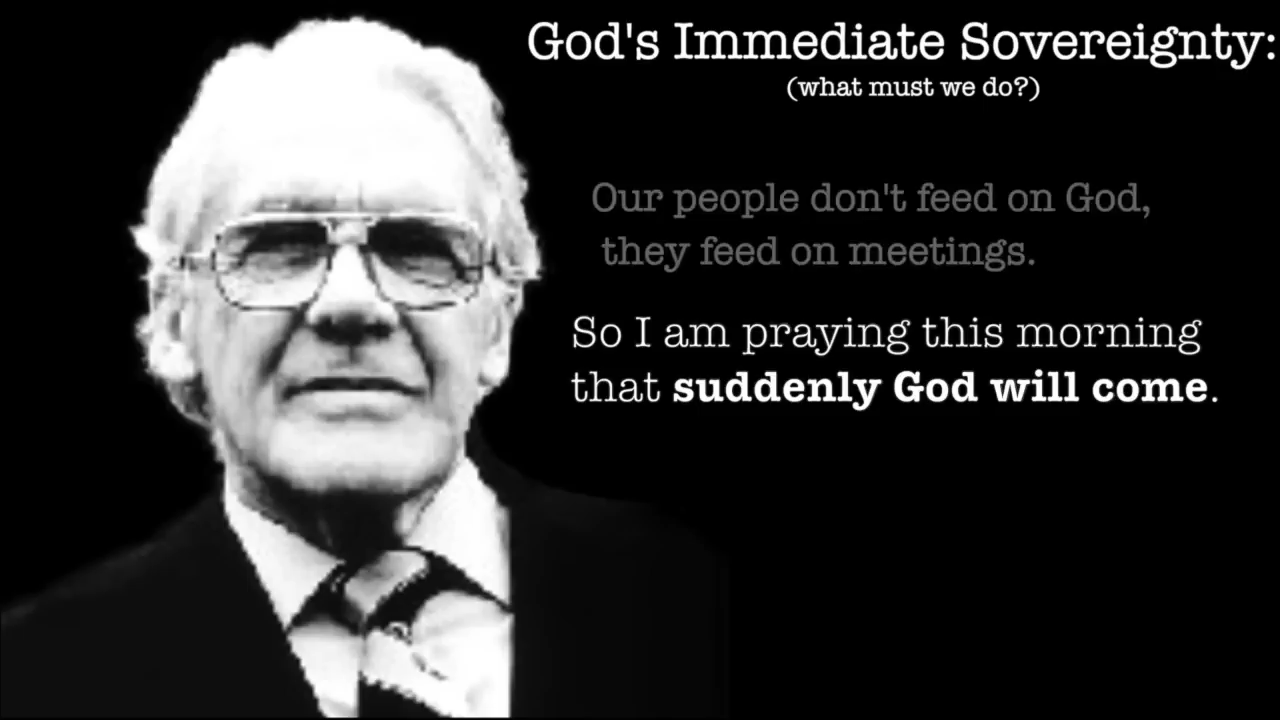 God's Immediate Sovereignty:
(what must we do?)
Our people don't feed on God,
they feed on meetings.
So I am praying this morning
that suddenly God will come.